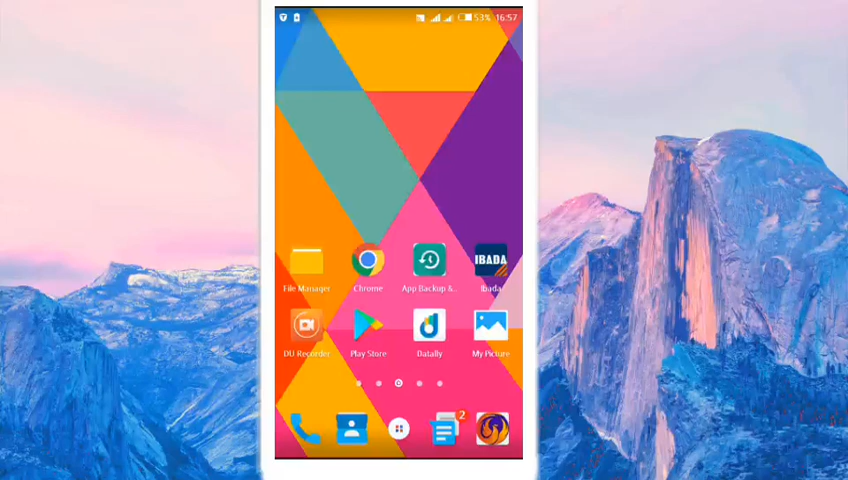 53% 16:57
IBADA
File Manager
Chrome
App Backup &..
Ibada
DU Recorder
Play Store
Datally
My Picture
2